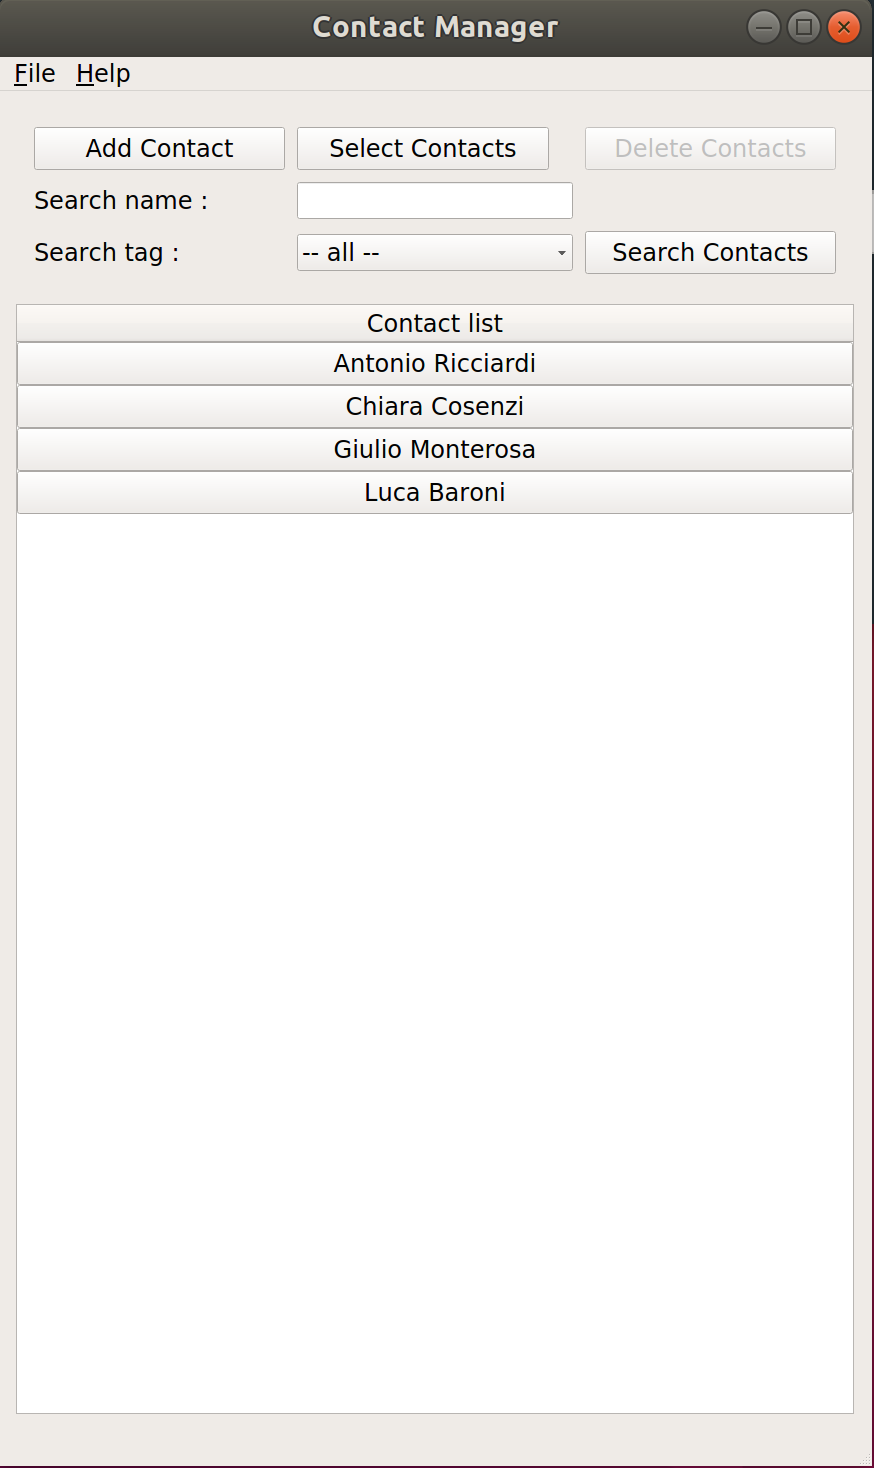 Contact Manager
File Help
Add Contact Select Contacts Delete Contacts
Search name :
Search tag : -- all -- Search Contacts
Contact list
Antonio Ricciardi
Chiara Cosenzi
Giulio Monterosa
Luca Baroni